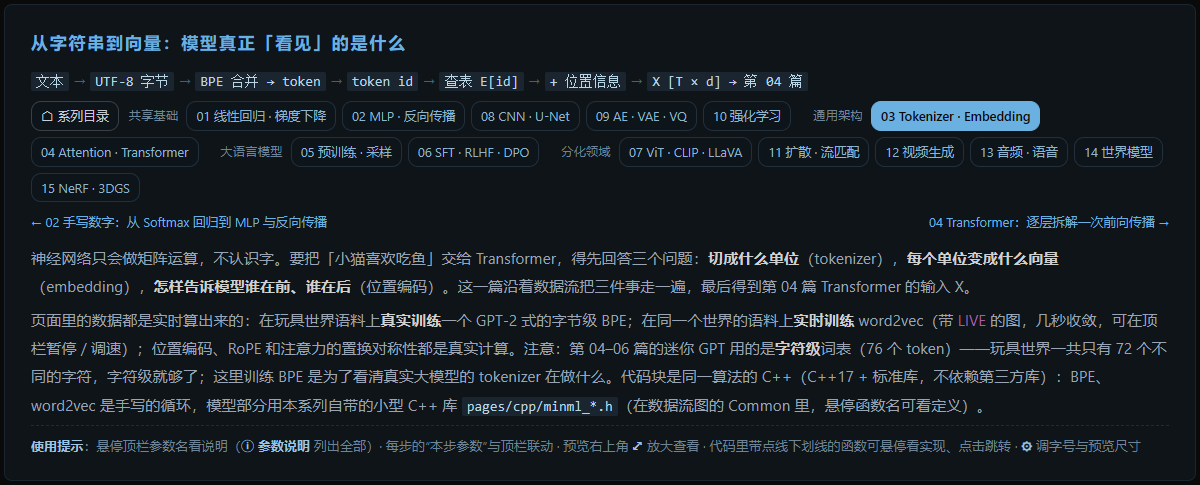 从字符串到向量：模型真正「看见」的是什么
文本 → UTF-8 字节 → BPE 合并 → token → token id → 查表 E[id] → + 位置信息 → X [T × d] → 第 04 篇
系列目录 共享基础 01 线性回归 · 梯度下降 02 MLP · 反向传播 08 CNN · U-Net 09 AE · VAE · VQ 10 强化学习 通用架构 03 Tokenizer · Embedding
04 Attention · Transformer 大语言模型 05 预训练 · 采样 06 SFT · RLHF · DPO 分化领域 07 ViT · CLIP · LLaVA 11 扩散 · 流匹配 12 视频生成 13 音频 · 语音 14 世界模型
15 NeRF · 3DGS
← 02 手写数字：从 Softmax 回归到 MLP 与反向传播 04 Transformer：逐层拆解一次前向传播 →
神经网络只会做矩阵运算，不认识字。要把「小猫喜欢吃鱼」交给 Transformer，得先回答三个问题：切成什么单位（tokenizer），每个单位变成什么向量
（embedding），怎样告诉模型谁在前、谁在后（位置编码）。这一篇沿着数据流把三件事走一遍，最后得到第 04 篇 Transformer 的输入 X。
页面里的数据都是实时算出来的：在玩具世界语料上真实训练一个 GPT-2 式的字节级 BPE；在同一个世界的语料上实时训练 word2vec（带 LIVE 的图，几秒收敛，可在顶
栏暂停 / 调速）；位置编码、RoPE 和注意力的置换对称性都是真实计算。注意：第 04–06 篇的迷你 GPT 用的是字符级词表（76 个 token）——玩具世界一共只有 72 个不
同的字符，字符级就够了；这里训练 BPE 是为了看清真实大模型的 tokenizer 在做什么。代码块是同一算法的 C++（C++17 + 标准库，不依赖第三方库）：BPE、
word2vec 是手写的循环，模型部分用本系列自带的小型 C++ 库 pages/cpp/minml_*.h（在数据流图的 Common 里，悬停函数名可看定义）。
使用提示：悬停顶栏参数名看说明（ⓘ 参数说明 列出全部）· 每步的“本步参数”与顶栏联动 · 预览右上角 ⤢ 放大查看 · 代码里带点线下划线的函数可悬停看实现、点击跳转 · ⚙ 调字号与预览尺寸